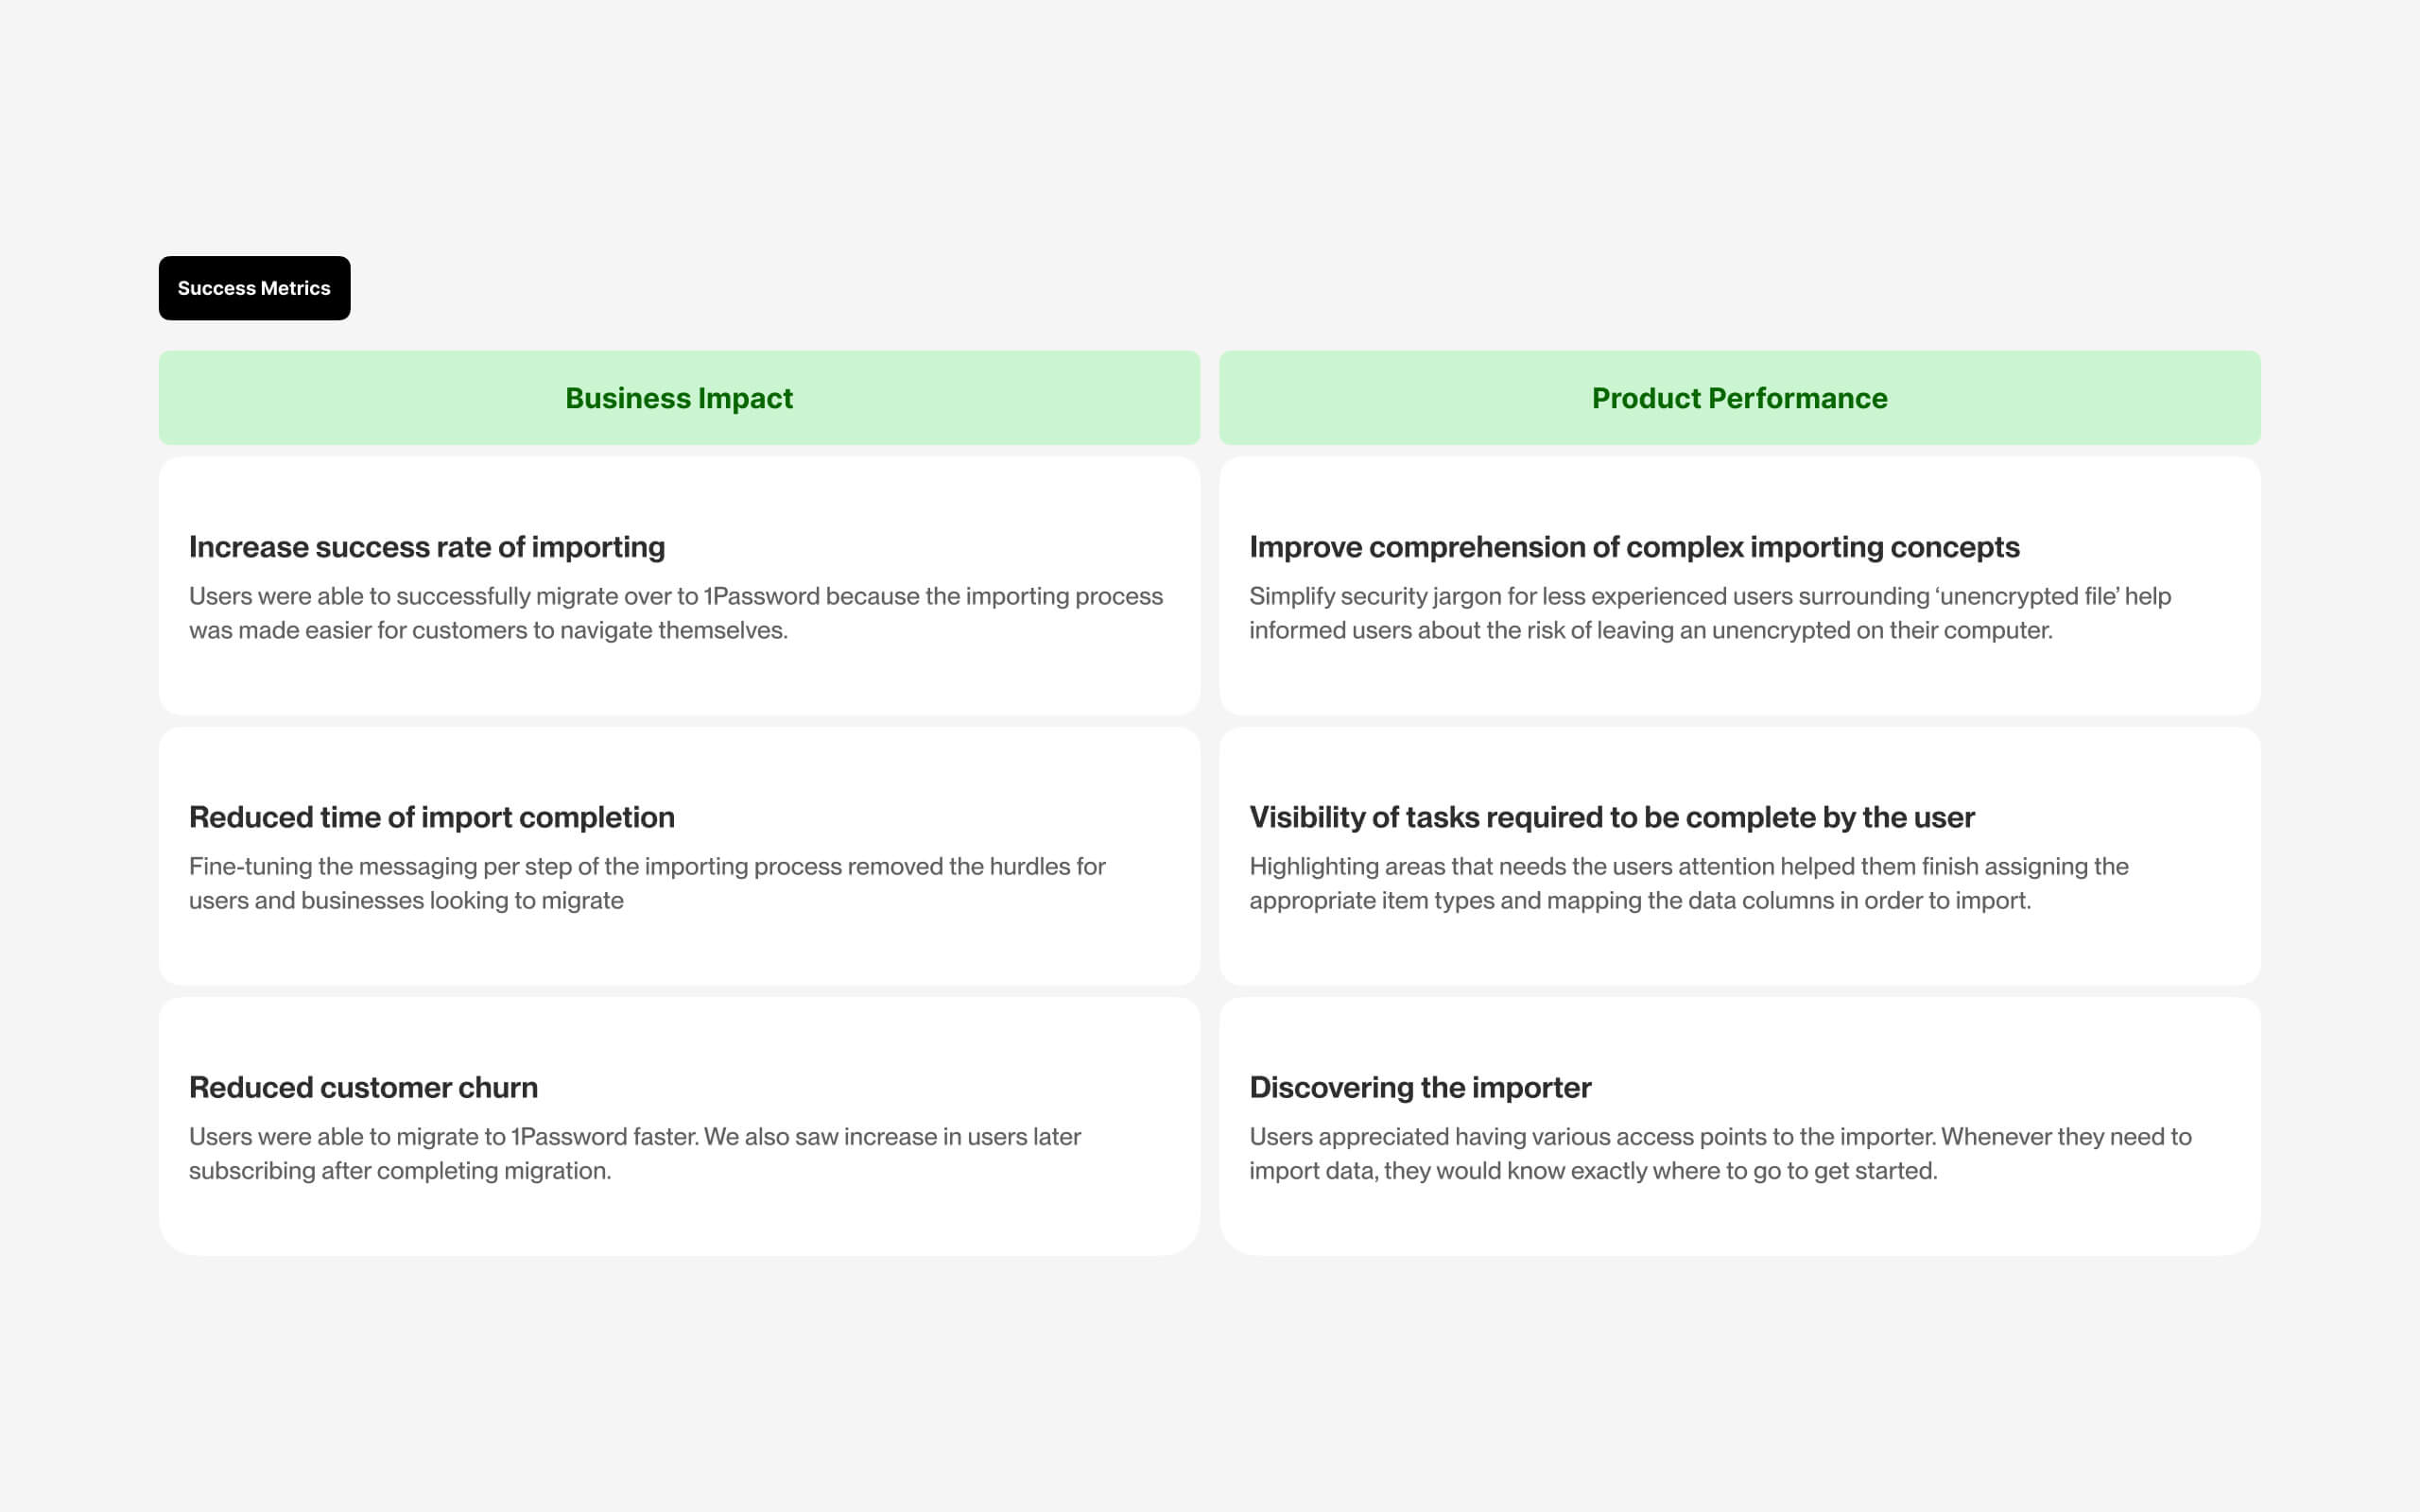 Success Metrics
Business Impact
Increase success rate of importing
Users were able to successfully migrate over to 1Password because the importing process
was made easier for customers to navigate themselves.
Reduced time of import completion
Fine-tuning the messaging per step of the importing process removed the hurdles for
users and businesses looking to migrate
Reduced customer churn
Users were able to migrate to 1Password faster. We also saw increase in users later
subscribing after completing migration.
Product Performance
Improve comprehension of complex importing concepts
Simplify security jargon for less experienced users surrounding ‘unencrypted file’ help
informed users about the risk of leaving an unencrypted on their computer.
Visibility of tasks required to be complete by the user
Highlighting areas that needs the users attention helped them finish assigning the
appropriate item types and mapping the data columns in order to import.
Discovering the importer
Users appreciated having various access points to the importer. Whenever they need to
import data, they would know exactly where to go to get started.